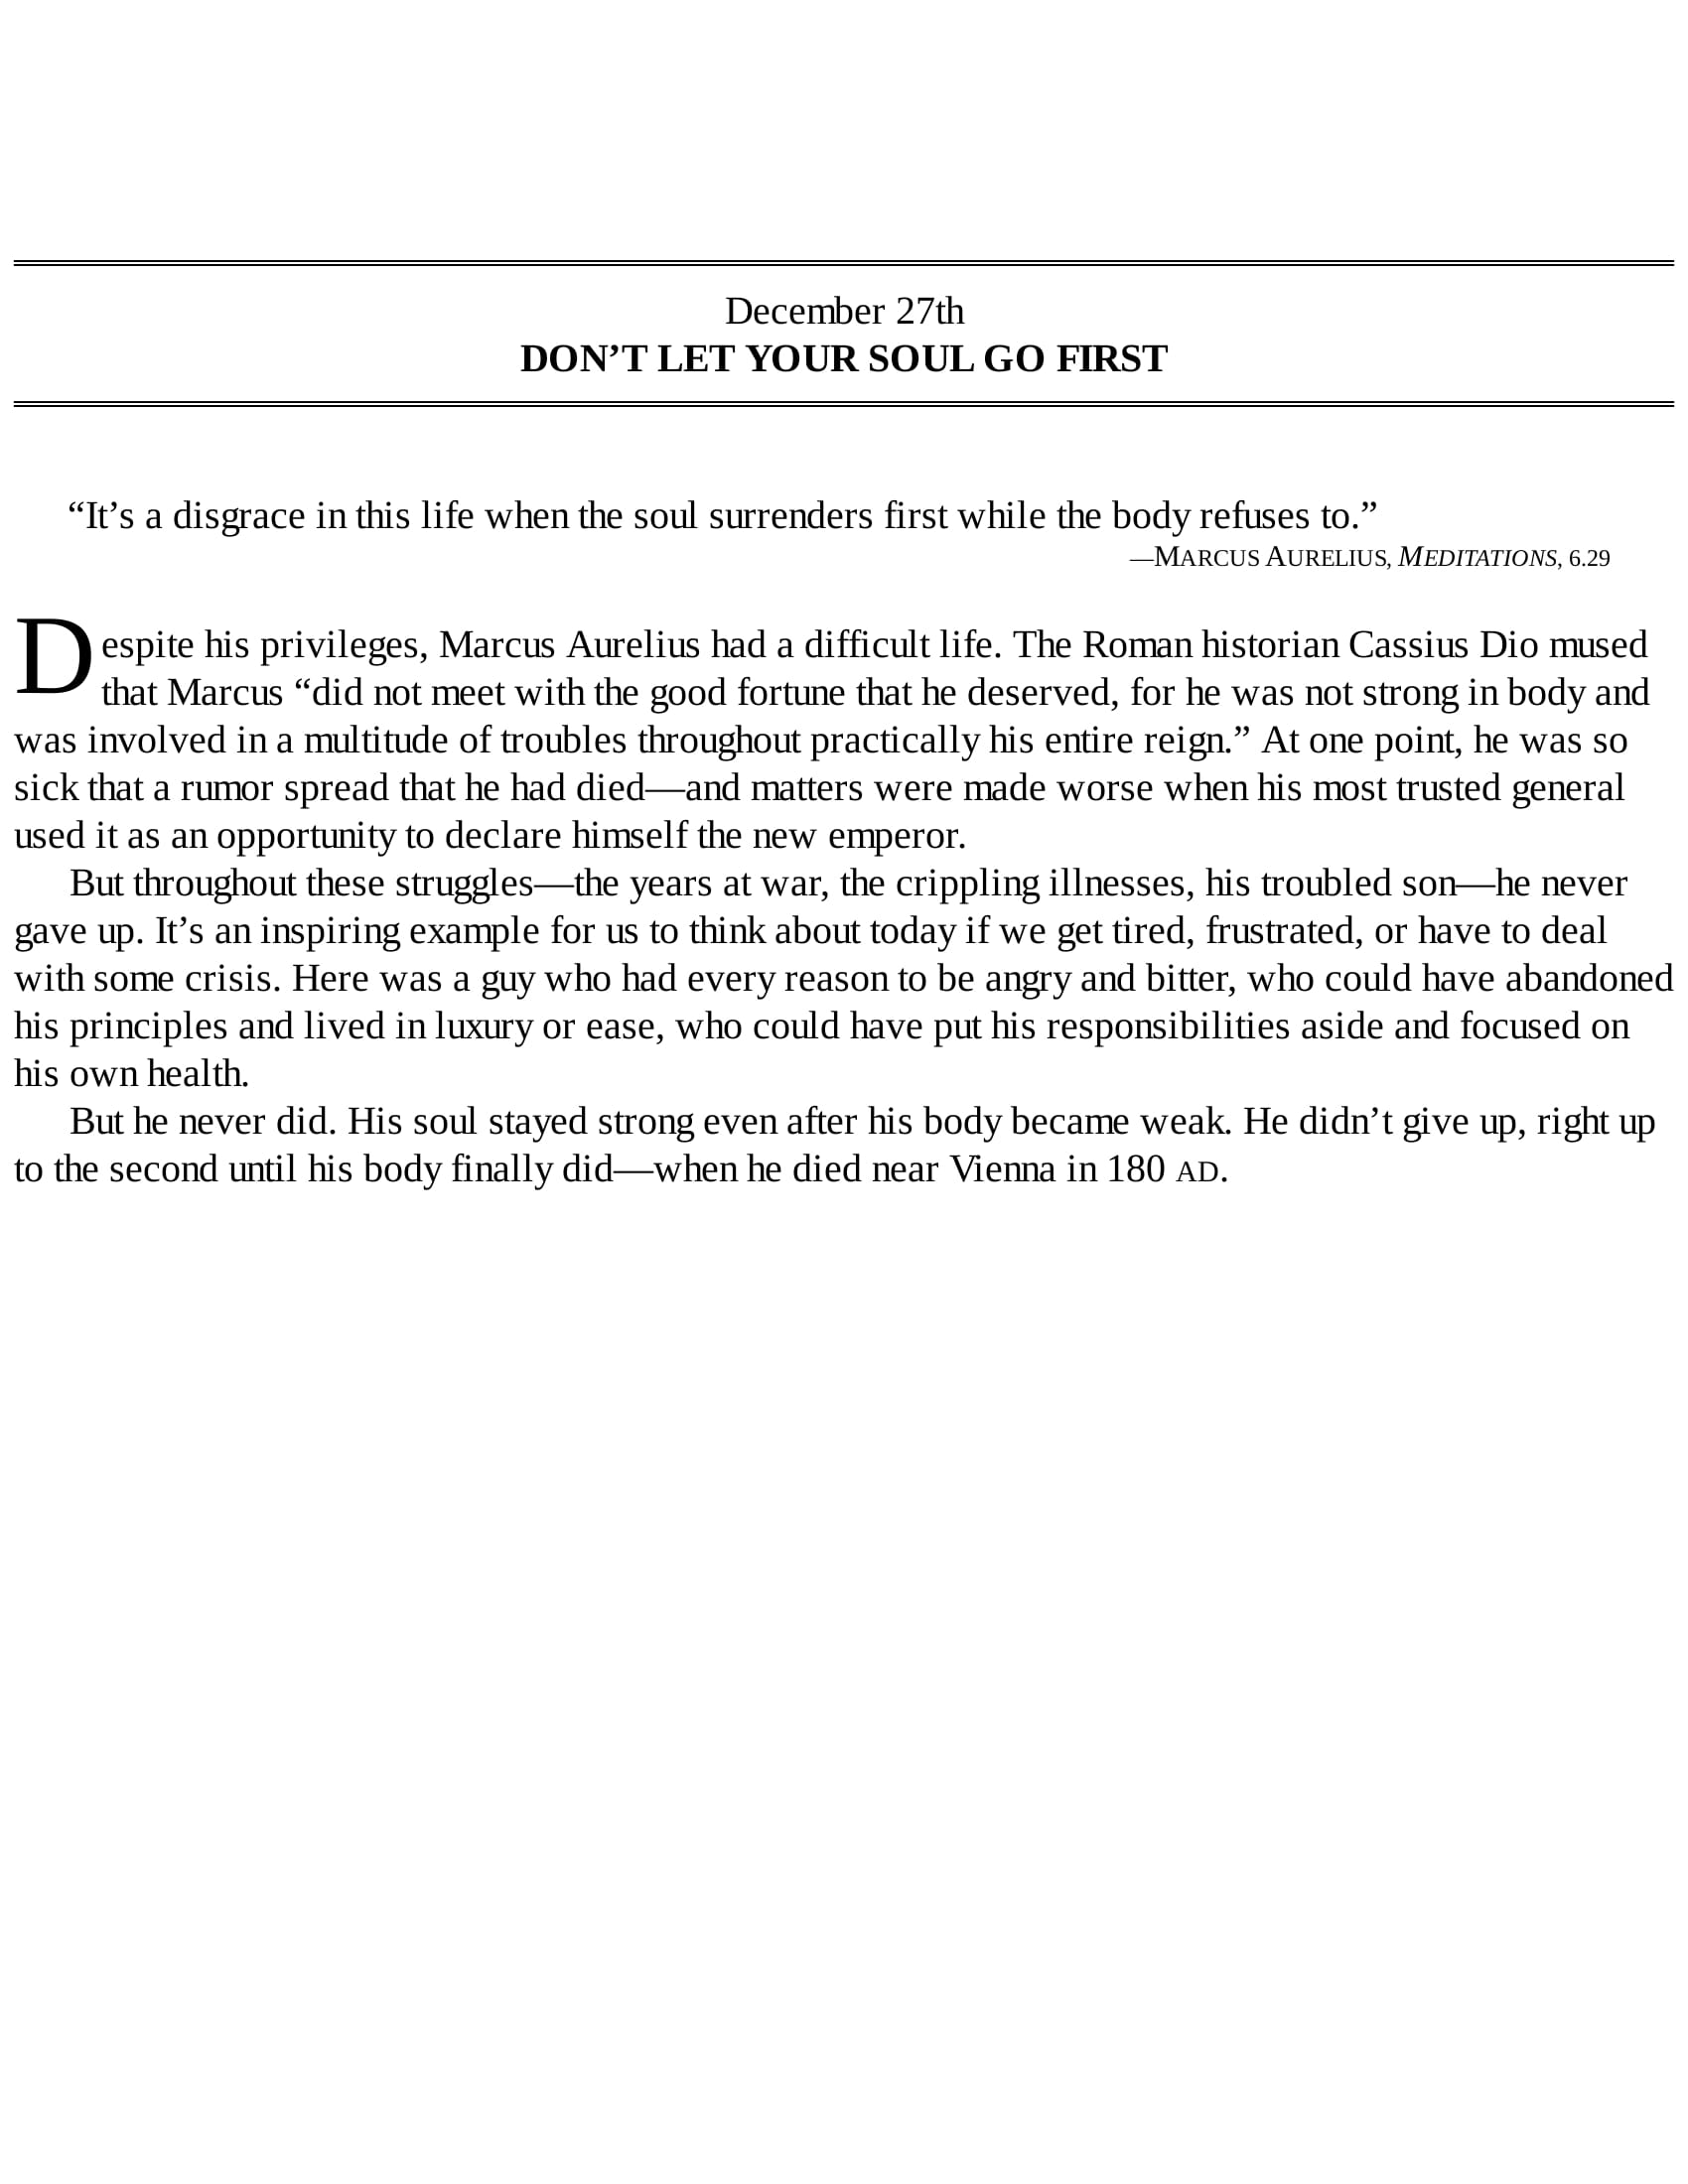 December 27th
DON’T LET YOUR SOUL GO FIRST
“It’s a disgrace in this life when the soul surrenders first while the body refuses to.”
—MARCUS AURELIUS, MEDITATIONS, 6.29
Despite his privileges, Marcus Aurelius had a difficult life. The Roman historian Cassius Dio mused
that Marcus “did not meet with the good fortune that he deserved, for he was not strong in body and
was involved in a multitude of troubles throughout practically his entire reign.” At one point, he was so
sick that a rumor spread that he had died—and matters were made worse when his most trusted general
used it as an opportunity to declare himself the new emperor.
But throughout these struggles—the years at war, the crippling illnesses, his troubled son—he never
gave up. It’s an inspiring example for us to think about today if we get tired, frustrated, or have to deal
with some crisis. Here was a guy who had every reason to be angry and bitter, who could have abandoned
his principles and lived in luxury or ease, who could have put his responsibilities aside and focused on
his own health.
But he never did. His soul stayed strong even after his body became weak. He didn’t give up, right up
to the second until his body finally did—when he died near Vienna in 180 AD.